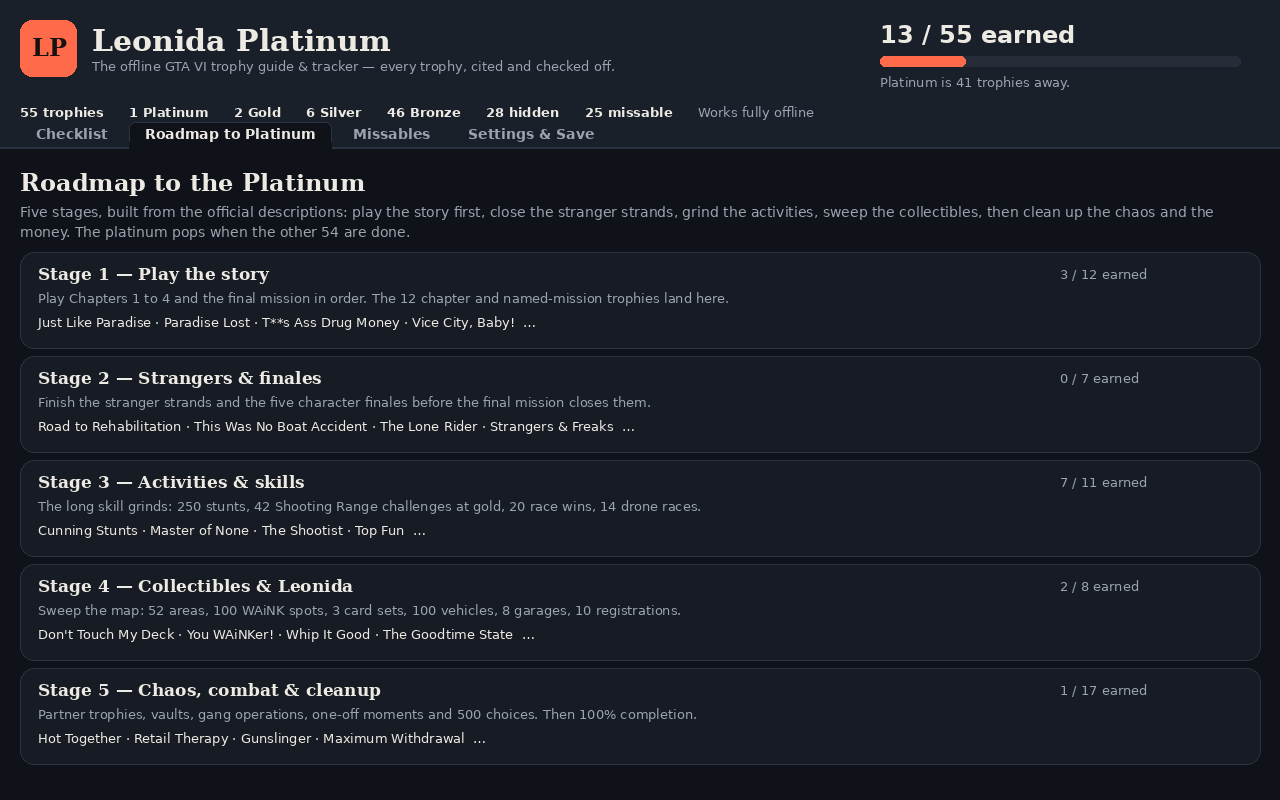 LP
Leonida Platinum
The offline GTA VI trophy guide & tracker — every trophy, cited and checked off.
13 / 55 earned
Platinum is 41 trophies away.
55 trophies 1 Platinum 2 Gold 6 Silver 46 Bronze 28 hidden 25 missable Works fully offline
Checklist Roadmap to Platinum Missables Settings & Save
Roadmap to the Platinum
Five stages, built from the official descriptions: play the story first, close the stranger strands, grind the activities, sweep the collectibles, then clean up the chaos and the
money. The platinum pops when the other 54 are done.
Stage 1 — Play the story 3 / 12 earned
Play Chapters 1 to 4 and the final mission in order. The 12 chapter and named-mission trophies land here.
Just Like Paradise · Paradise Lost · T**s Ass Drug Money · Vice City, Baby! ...
Stage 2 — Strangers & finales 0 / 7 earned
Finish the stranger strands and the five character finales before the final mission closes them.
Road to Rehabilitation · This Was No Boat Accident · The Lone Rider · Strangers & Freaks ...
Stage 3 — Activities & skills 7 / 11 earned
The long skill grinds: 250 stunts, 42 Shooting Range challenges at gold, 20 race wins, 14 drone races.
Cunning Stunts · Master of None · The Shootist · Top Fun ...
Stage 4 — Collectibles & Leonida 2 / 8 earned
Sweep the map: 52 areas, 100 WAiNK spots, 3 card sets, 100 vehicles, 8 garages, 10 registrations.
Don't Touch My Deck · You WAiNKer! · Whip It Good · The Goodtime State ...
Stage 5 — Chaos, combat & cleanup 1 / 17 earned
Partner trophies, vaults, gang operations, one-off moments and 500 choices. Then 100% completion.
Hot Together · Retail Therapy · Gunslinger · Maximum Withdrawal ...